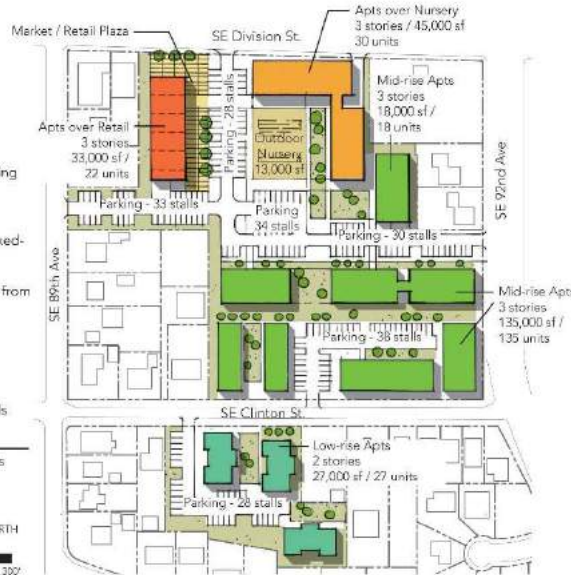 Market / Retail Plaza
SE Division St.
Apts over Nursery
3 stories / 45,000 sf
30 units
Mid-rise Apts
3 stories
18,000 sf /
18 units
Parking - 28 stalls
Apts over Retail
3 stories
33,000 sf /
22 units
Outdoor
Nursery
13,000 sf
SE 92nd Ave
Parking - 33 stalls
Parking
34 stalls
Parking - 30 stalls
SE 89th Ave
from
Mid-rise Apts
3 stories
135,000 sf /
135 units
Parking - 38 stalls
SE Clinton St.
Low-rise Apts
2 stories
27,000 sf / 27 units
Parking - 28 stalls
300'